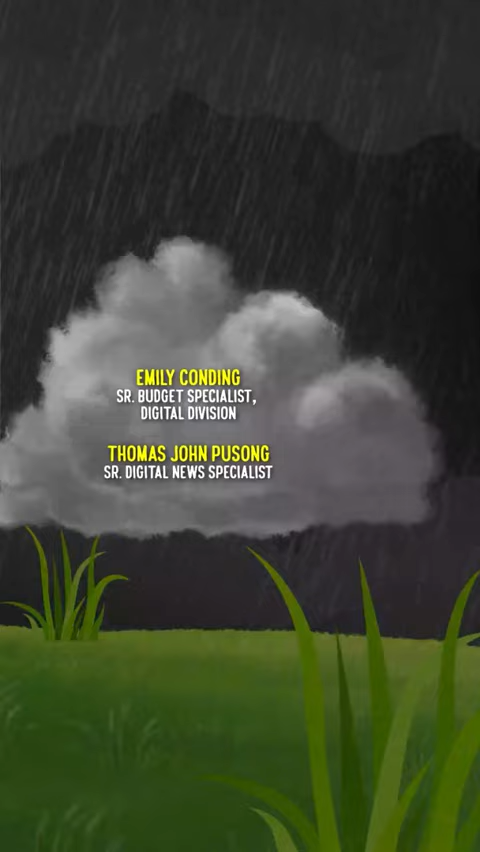 EMILY CONDING
SR. BUDGET SPECIALIST,
DIGITAL DIVISION
THOMAS JOHN PUSONG
SR. DIGITAL NEWS SPECIALIST